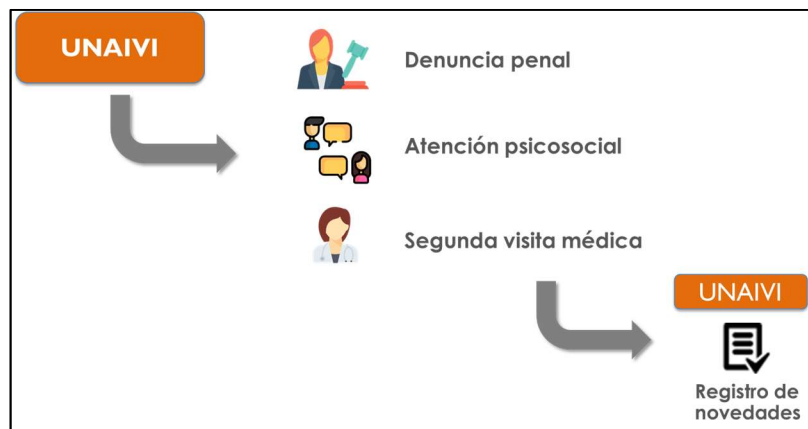 UNAIVI
Denuncia penal
Atención psicosocial
Segunda visita médica
UNAIVI
Registro de
novedades